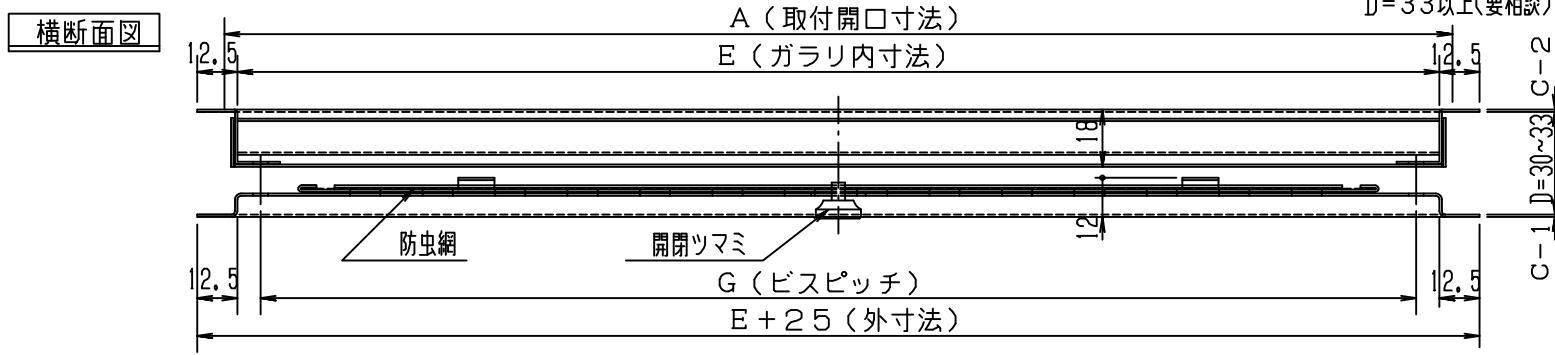 横断面図
D=33以上(要相談)
A(取付開口寸法)
12.5
E(ガラリ内寸法)
12.5
C-2
18
D=30~33
12
防虫網
開閉ツマミ
C-1
12.5
G(ビスピッチ)
12.5
E+25(外寸法)